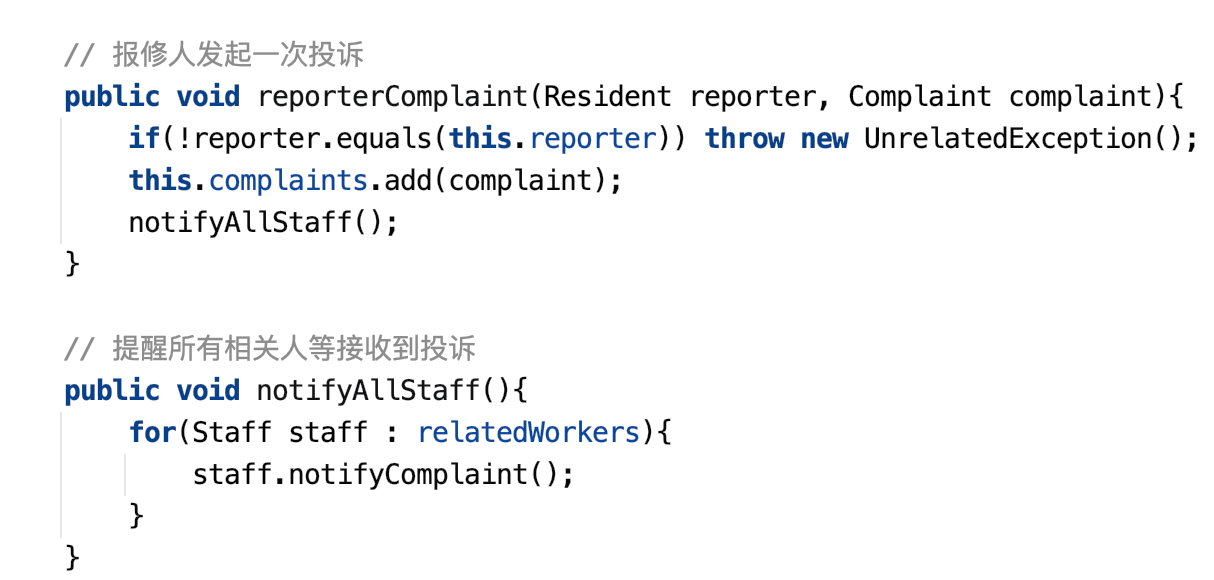 // 报修人发起一次投诉
public void reporterComplaint(Resident reporter, Complaint complaint){
    if(!reporter.equals(this.reporter)) throw new UnrelatedException();
    this.complaints.add(complaint);
    notifyAllStaff();
}

// 提醒所有相关人等接收到投诉
public void notifyAllStaff(){
    for(Staff staff : relatedWorkers){
        staff.notifyComplaint();
    }
}